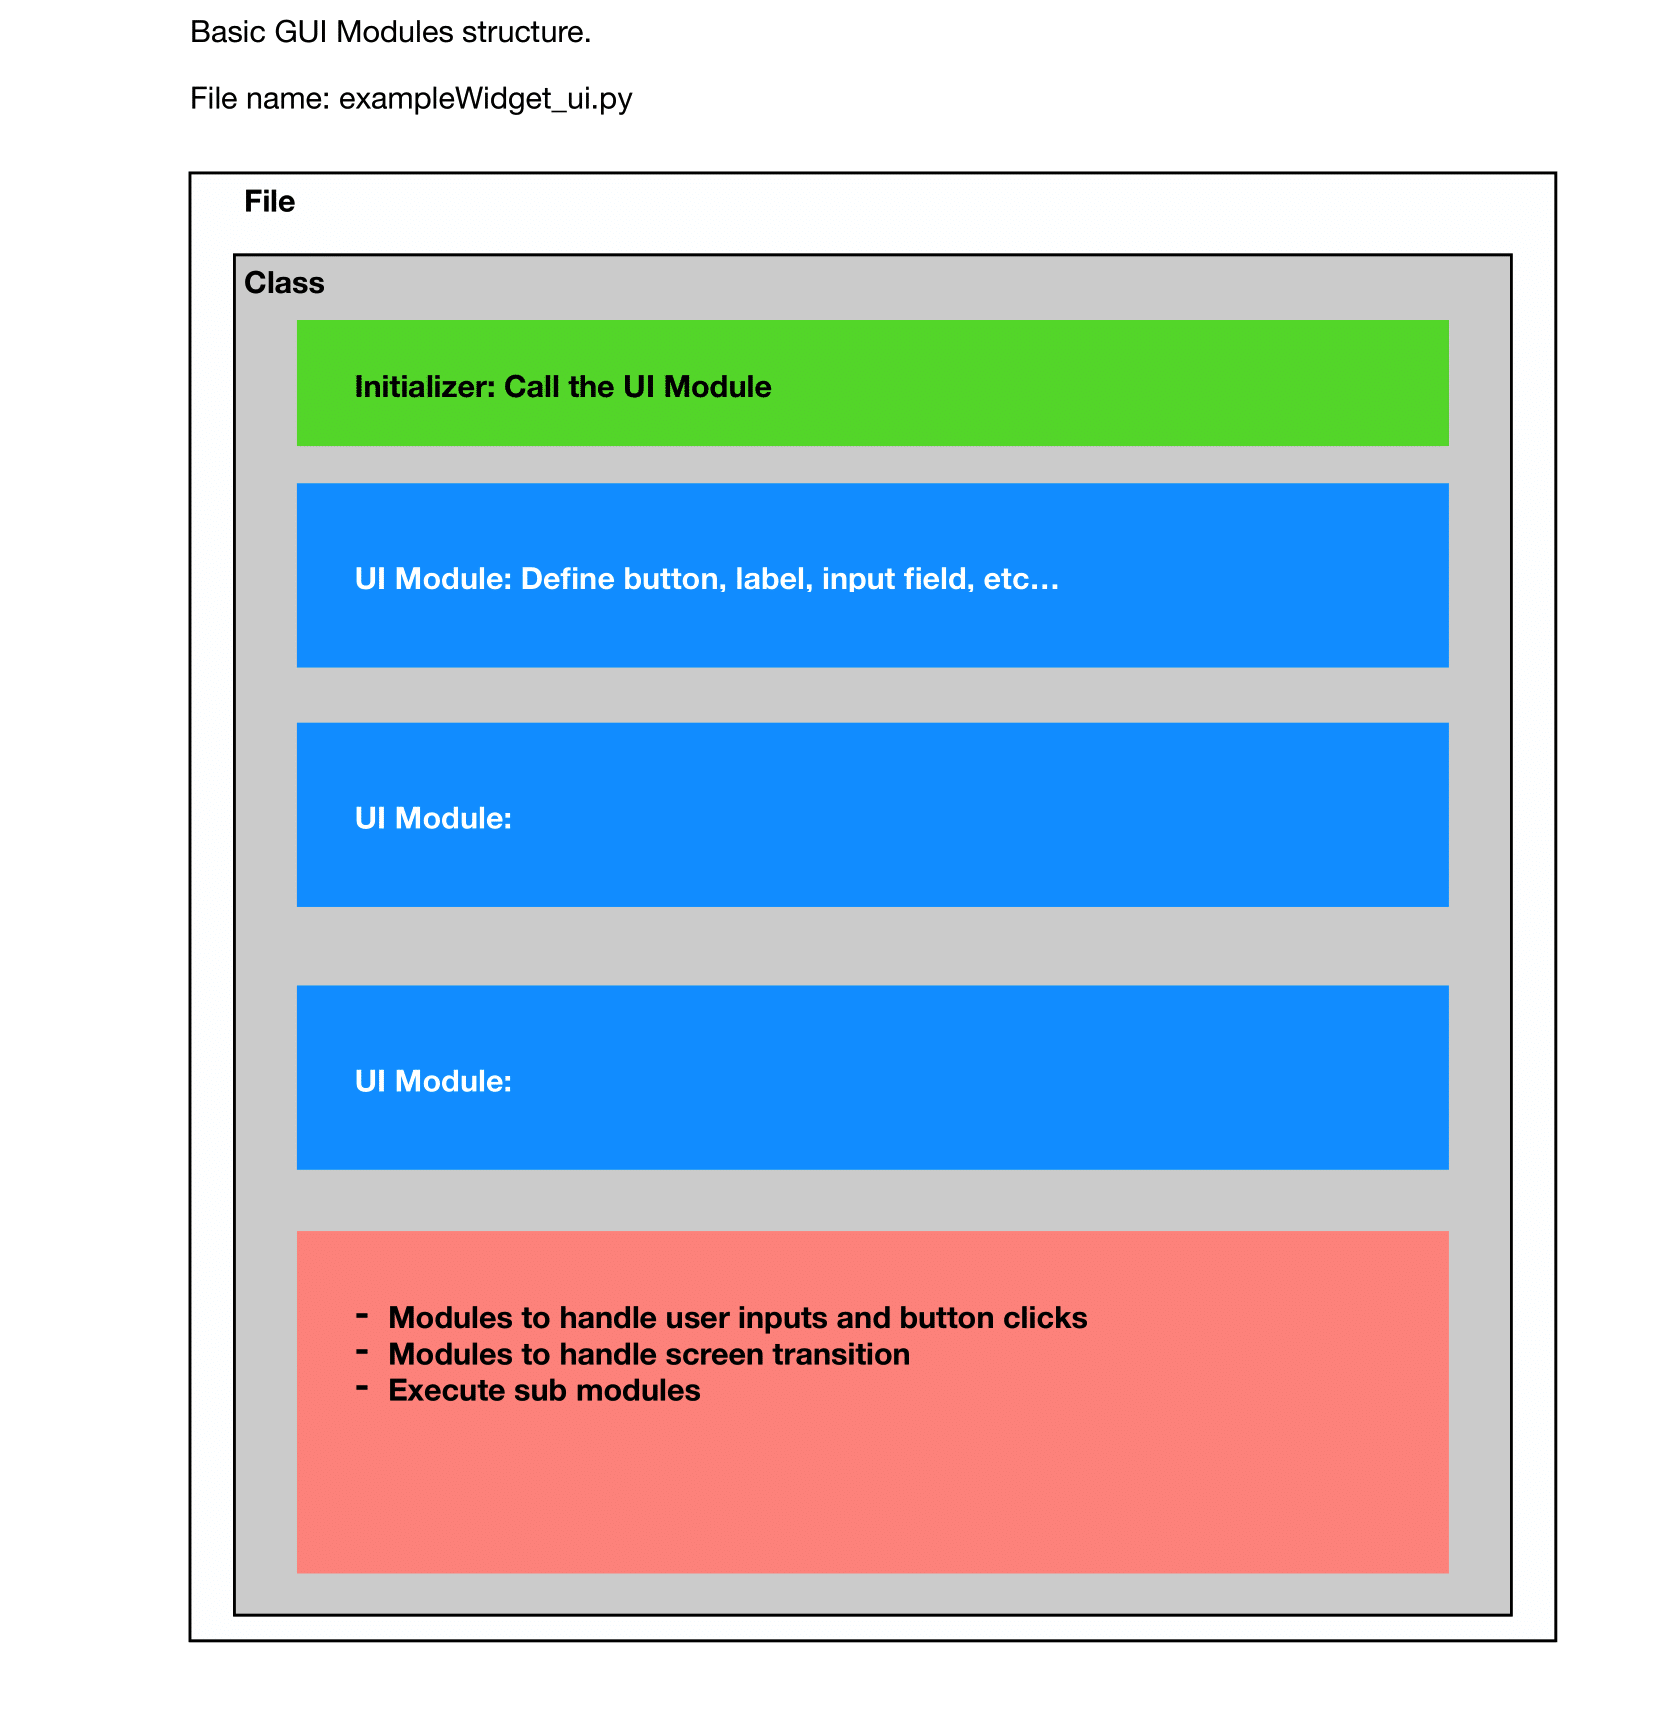 Basic GUI Modules structure.
File name: exampleWidget_ui.py
File
Class
Initializer: Call the UI Module
UI Module: Define button, label, input field, etc…
UI Module:
UI Module:
- Modules to handle user inputs and button clicks
- Modules to handle screen transition
- Execute sub modules